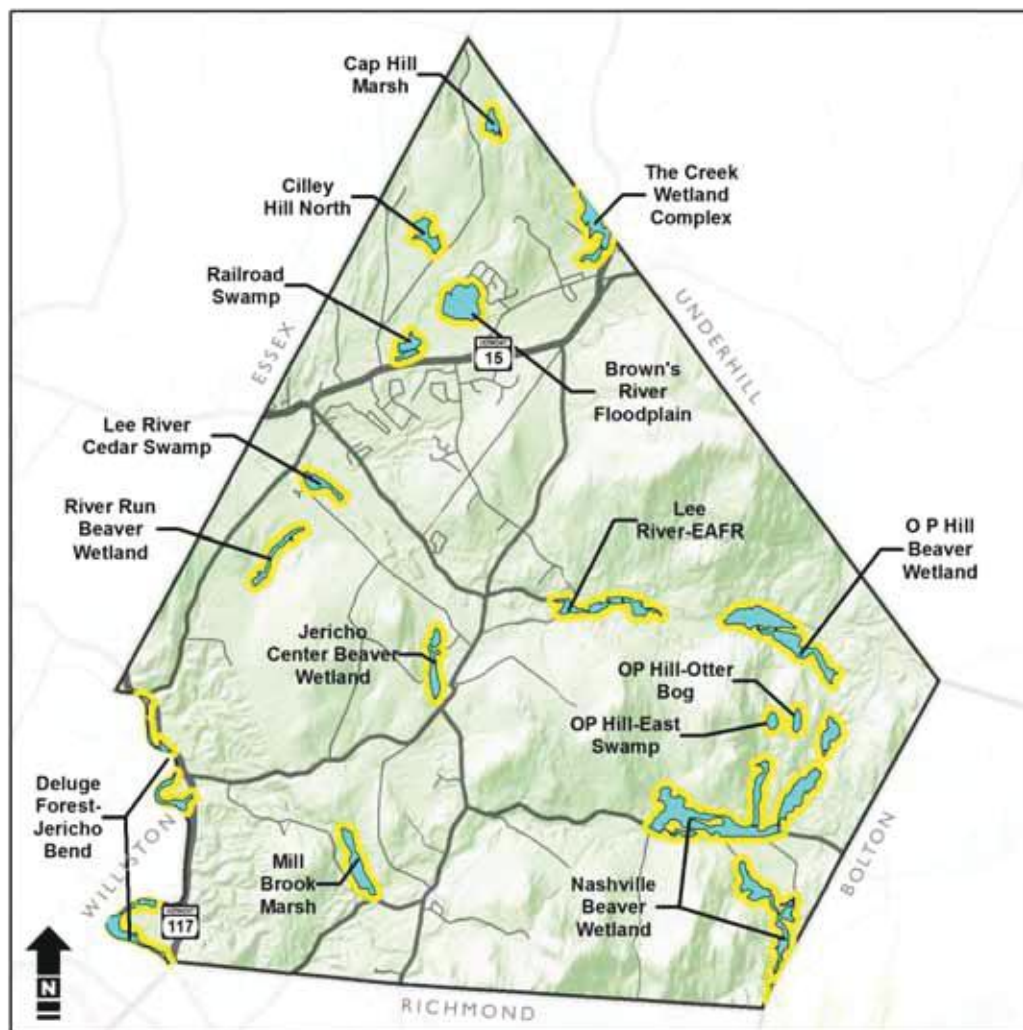 Cap Hill
Marsh
The Creek
Wetland
Complex
Cilley
Hill North
Railroad
Swamp
ESSEX
UNDERHILL
VERMONT
15
Brown's
River
Floodplain
Lee River
Cedar Swamp
River Run
Beaver
Wetland
Lee
River-EAFR
O P Hill
Beaver
Wetland
Jericho
Center Beaver
Wetland
OP Hill-Otter
Bog
OP Hill-East
Swamp
Deluge
Forest-
Jericho
Bend
WILLISTON
BOLTON
Mill
Brook
Marsh
Nashville
Beaver
Wetland
VERMONT
117
N
RICHMOND